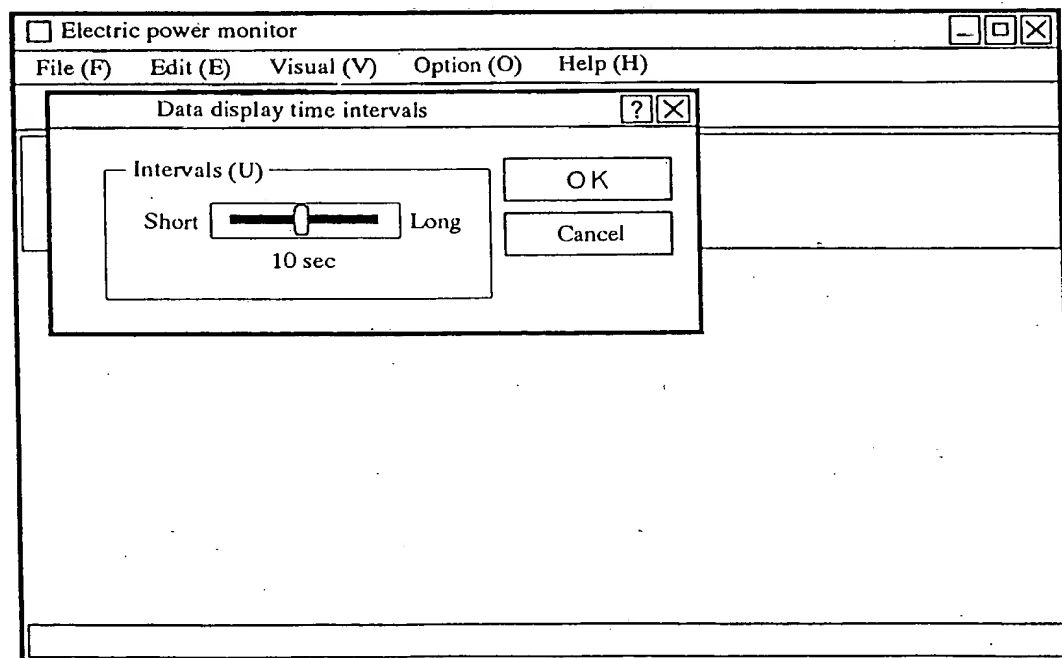 Electric power monitor
File (F) Edit (E) Visual (V) Option (O) Help (H)
Data display time intervals ?
Intervals (U)
OK
Short Long
Cancel
10 sec